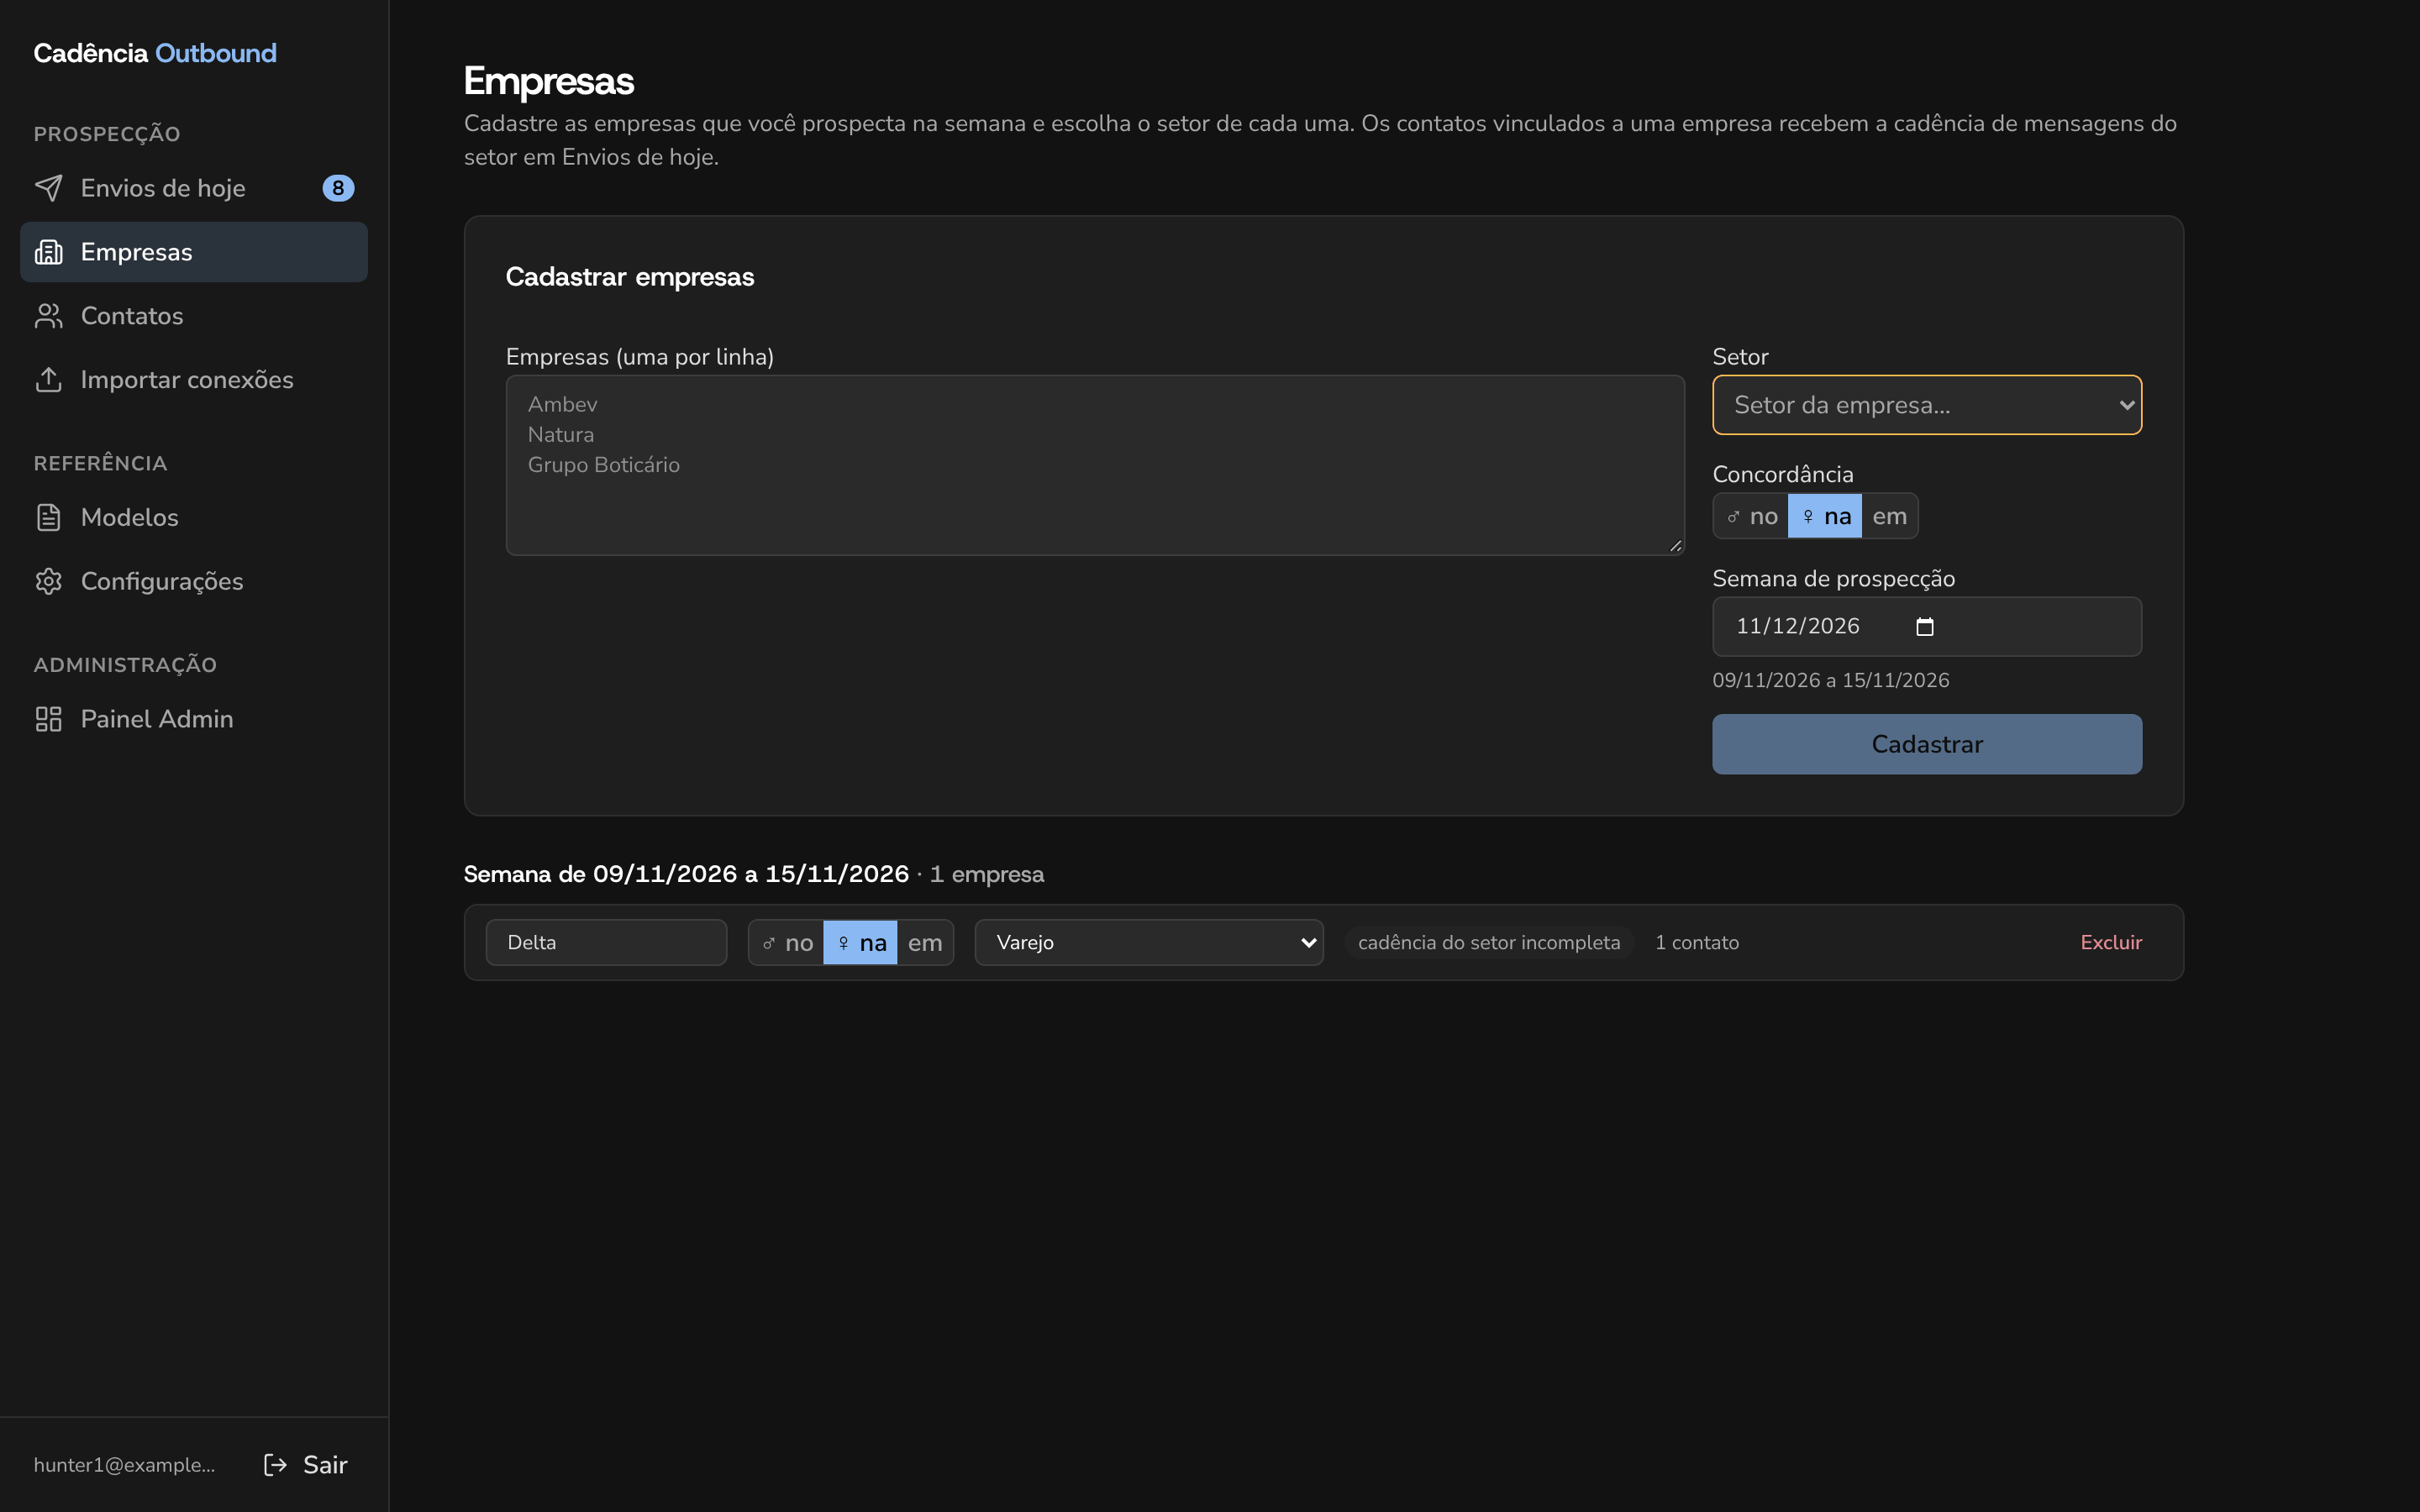 Cadência Outbound
PROSPECÇÃO
Envios de hoje 8
Empresas
Contatos
Importar conexões
REFERÊNCIA
Modelos
Configurações
ADMINISTRAÇÃO
Painel Admin
hunter1@example...
Sair
Empresas
Cadastre as empresas que você prospecta na semana e escolha o setor de cada uma. Os contatos vinculados a uma empresa recebem a cadência de mensagens do
setor em Envios de hoje.
Cadastrar empresas
Empresas (uma por linha)
Ambev
Natura
Grupo Boticário
Setor
Setor da empresa...
Concordância
♂ no ♀ na em
Semana de prospecção
11/12/2026
09/11/2026 a 15/11/2026
Cadastrar
Semana de 09/11/2026 a 15/11/2026 · 1 empresa
Delta ♂ no ♀ na em Varejo cadência do setor incompleta 1 contato Excluir